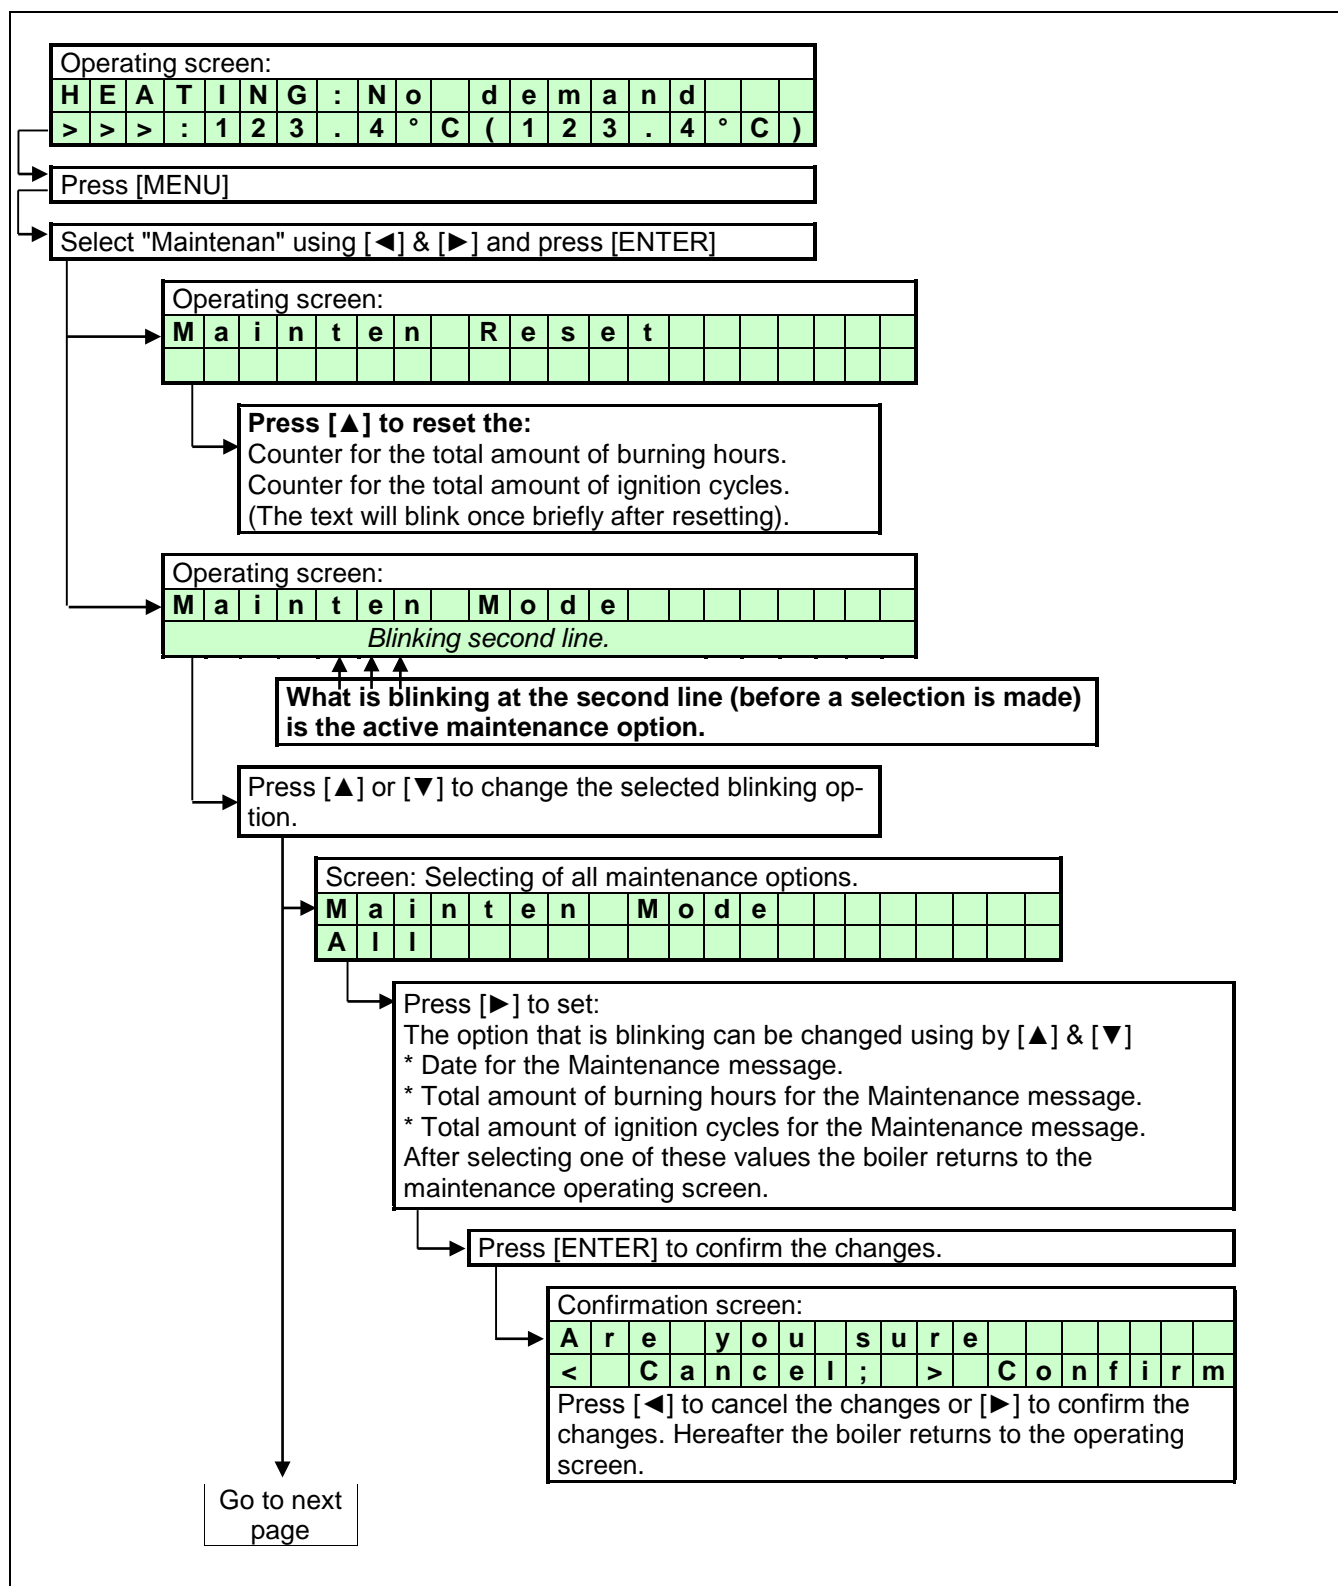 Operating screen:
HEATING:No demand
>>>:123.4°C(123.4°C)
Press [MENU]
Select "Maintenan" using [◄] & [►] and press [ENTER]
Operating screen:
Mainten Reset
Press [▲] to reset the:
Counter for the total amount of burning hours.
Counter for the total amount of ignition cycles.
(The text will blink once briefly after resetting).
Operating screen:
Mainten Mode
Blinking second line.
What is blinking at the second line (before a selection is made)
is the active maintenance option.
Press [▲] or [▼] to change the selected blinking op-
tion.
Screen: Selecting of all maintenance options.
Mainten Mode
All
Press [►] to set:
The option that is blinking can be changed using by [▲] & [▼]
* Date for the Maintenance message.
* Total amount of burning hours for the Maintenance message.
* Total amount of ignition cycles for the Maintenance message.
After selecting one of these values the boiler returns to the
maintenance operating screen.
Press [ENTER] to confirm the changes.
Confirmation screen:
Are you sure
< Cancel; > Confirm
Press [◄] to cancel the changes or [►] to confirm the
changes. Hereafter the boiler returns to the operating
screen.
Go to next
page